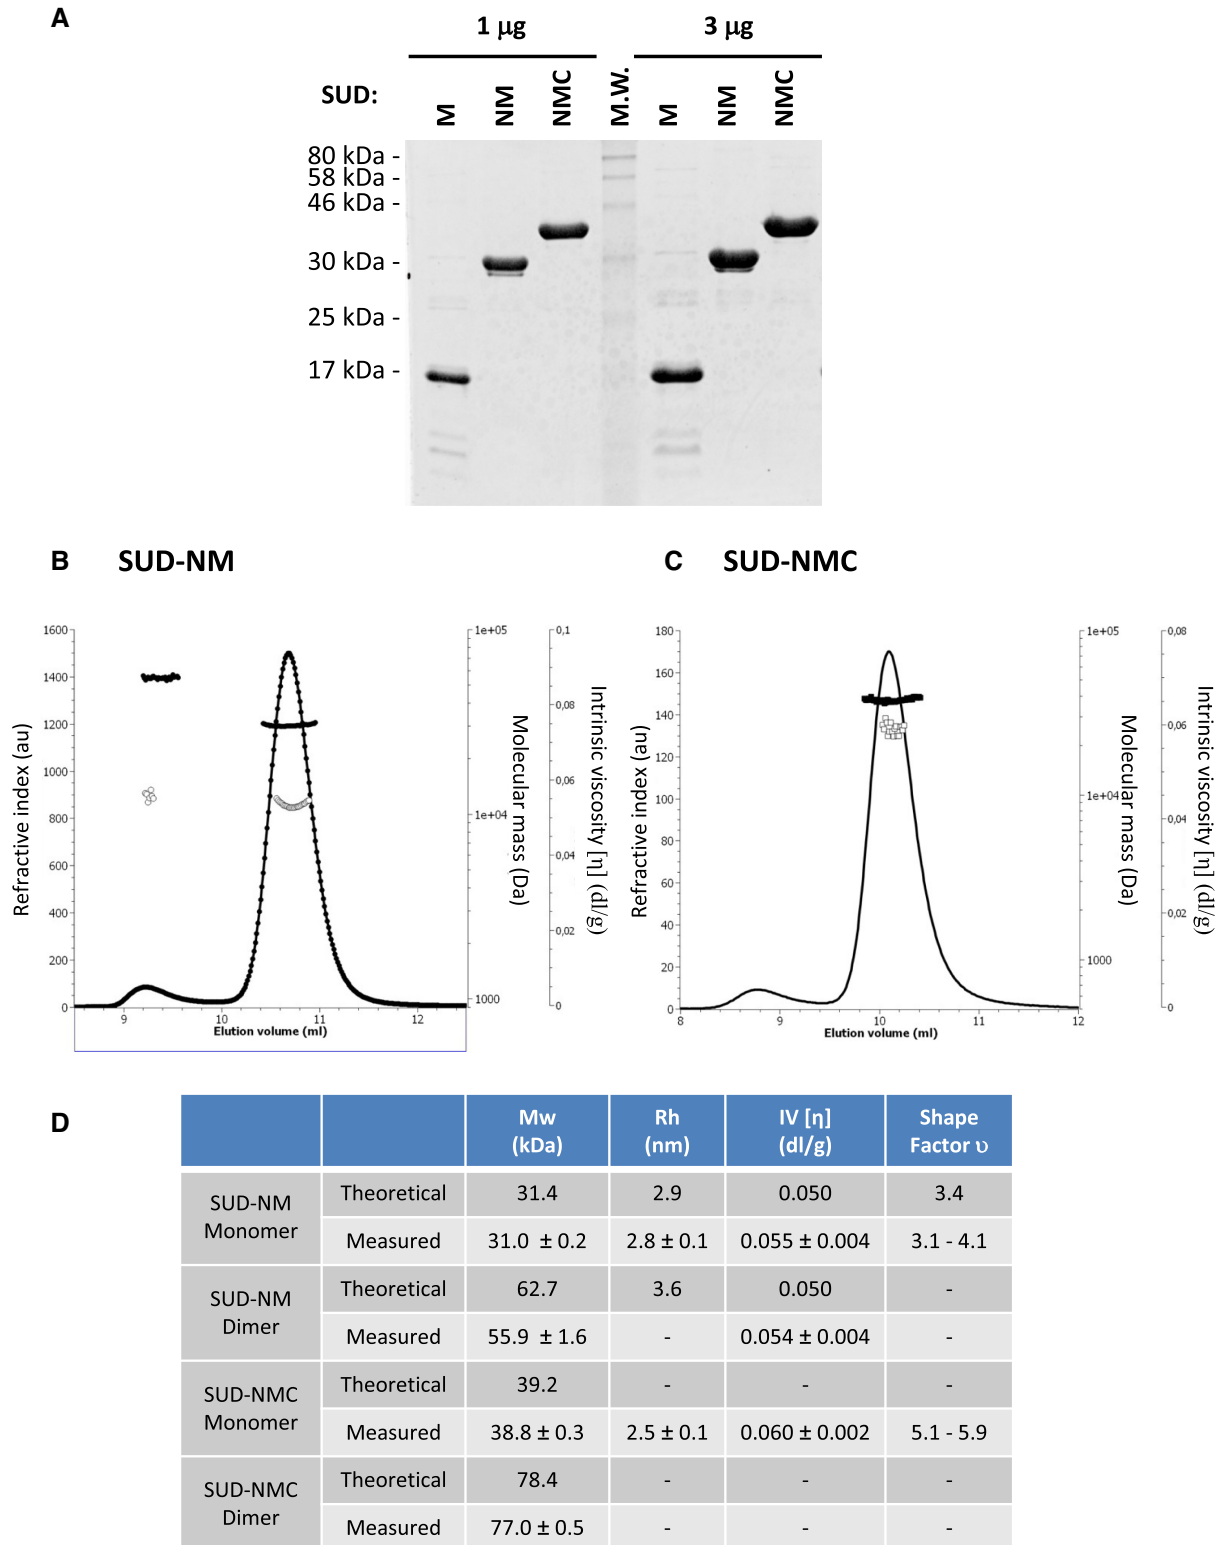 A
1 µg
3 µg
SUD:
M
NM
NMC
M.W.
M
NM
NMC
80 kDa -
58 kDa -
46 kDa -
30 kDa -
25 kDa -
17 kDa -
B SUD-NM
1600
1400
1200
1000
800
600
400
200
0
Refractive index (au)
9
10
11
12
Elution volume (ml)
1e+05
1e+04
1000
Molecular mass (Da)
0,1
0,08
0,06
0,04
0,02
0
Intrinsic viscosity [η] (dl/g)
C SUD-NMC
180
160
140
120
100
80
60
40
20
0
Refractive index (au)
8
9
10
11
12
Elution volume (ml)
1e+05
1e+04
1000
Molecular mass (Da)
0,08
0,06
0,04
0,02
0
Intrinsic viscosity [η] (dl/g)
D
Mw (kDa) Rh (nm) IV [η] (dl/g) Shape Factor υ
SUD-NM Monomer Theoretical 31.4 2.9 0.050 3.4
Measured 31.0 ± 0.2 2.8 ± 0.1 0.055 ± 0.004 3.1 - 4.1
SUD-NM Dimer Theoretical 62.7 3.6 0.050 -
Measured 55.9 ± 1.6 - 0.054 ± 0.004 -
SUD-NMC Monomer Theoretical 39.2 - - -
Measured 38.8 ± 0.3 2.5 ± 0.1 0.060 ± 0.002 5.1 - 5.9
SUD-NMC Dimer Theoretical 78.4 - - -
Measured 77.0 ± 0.5 - - -